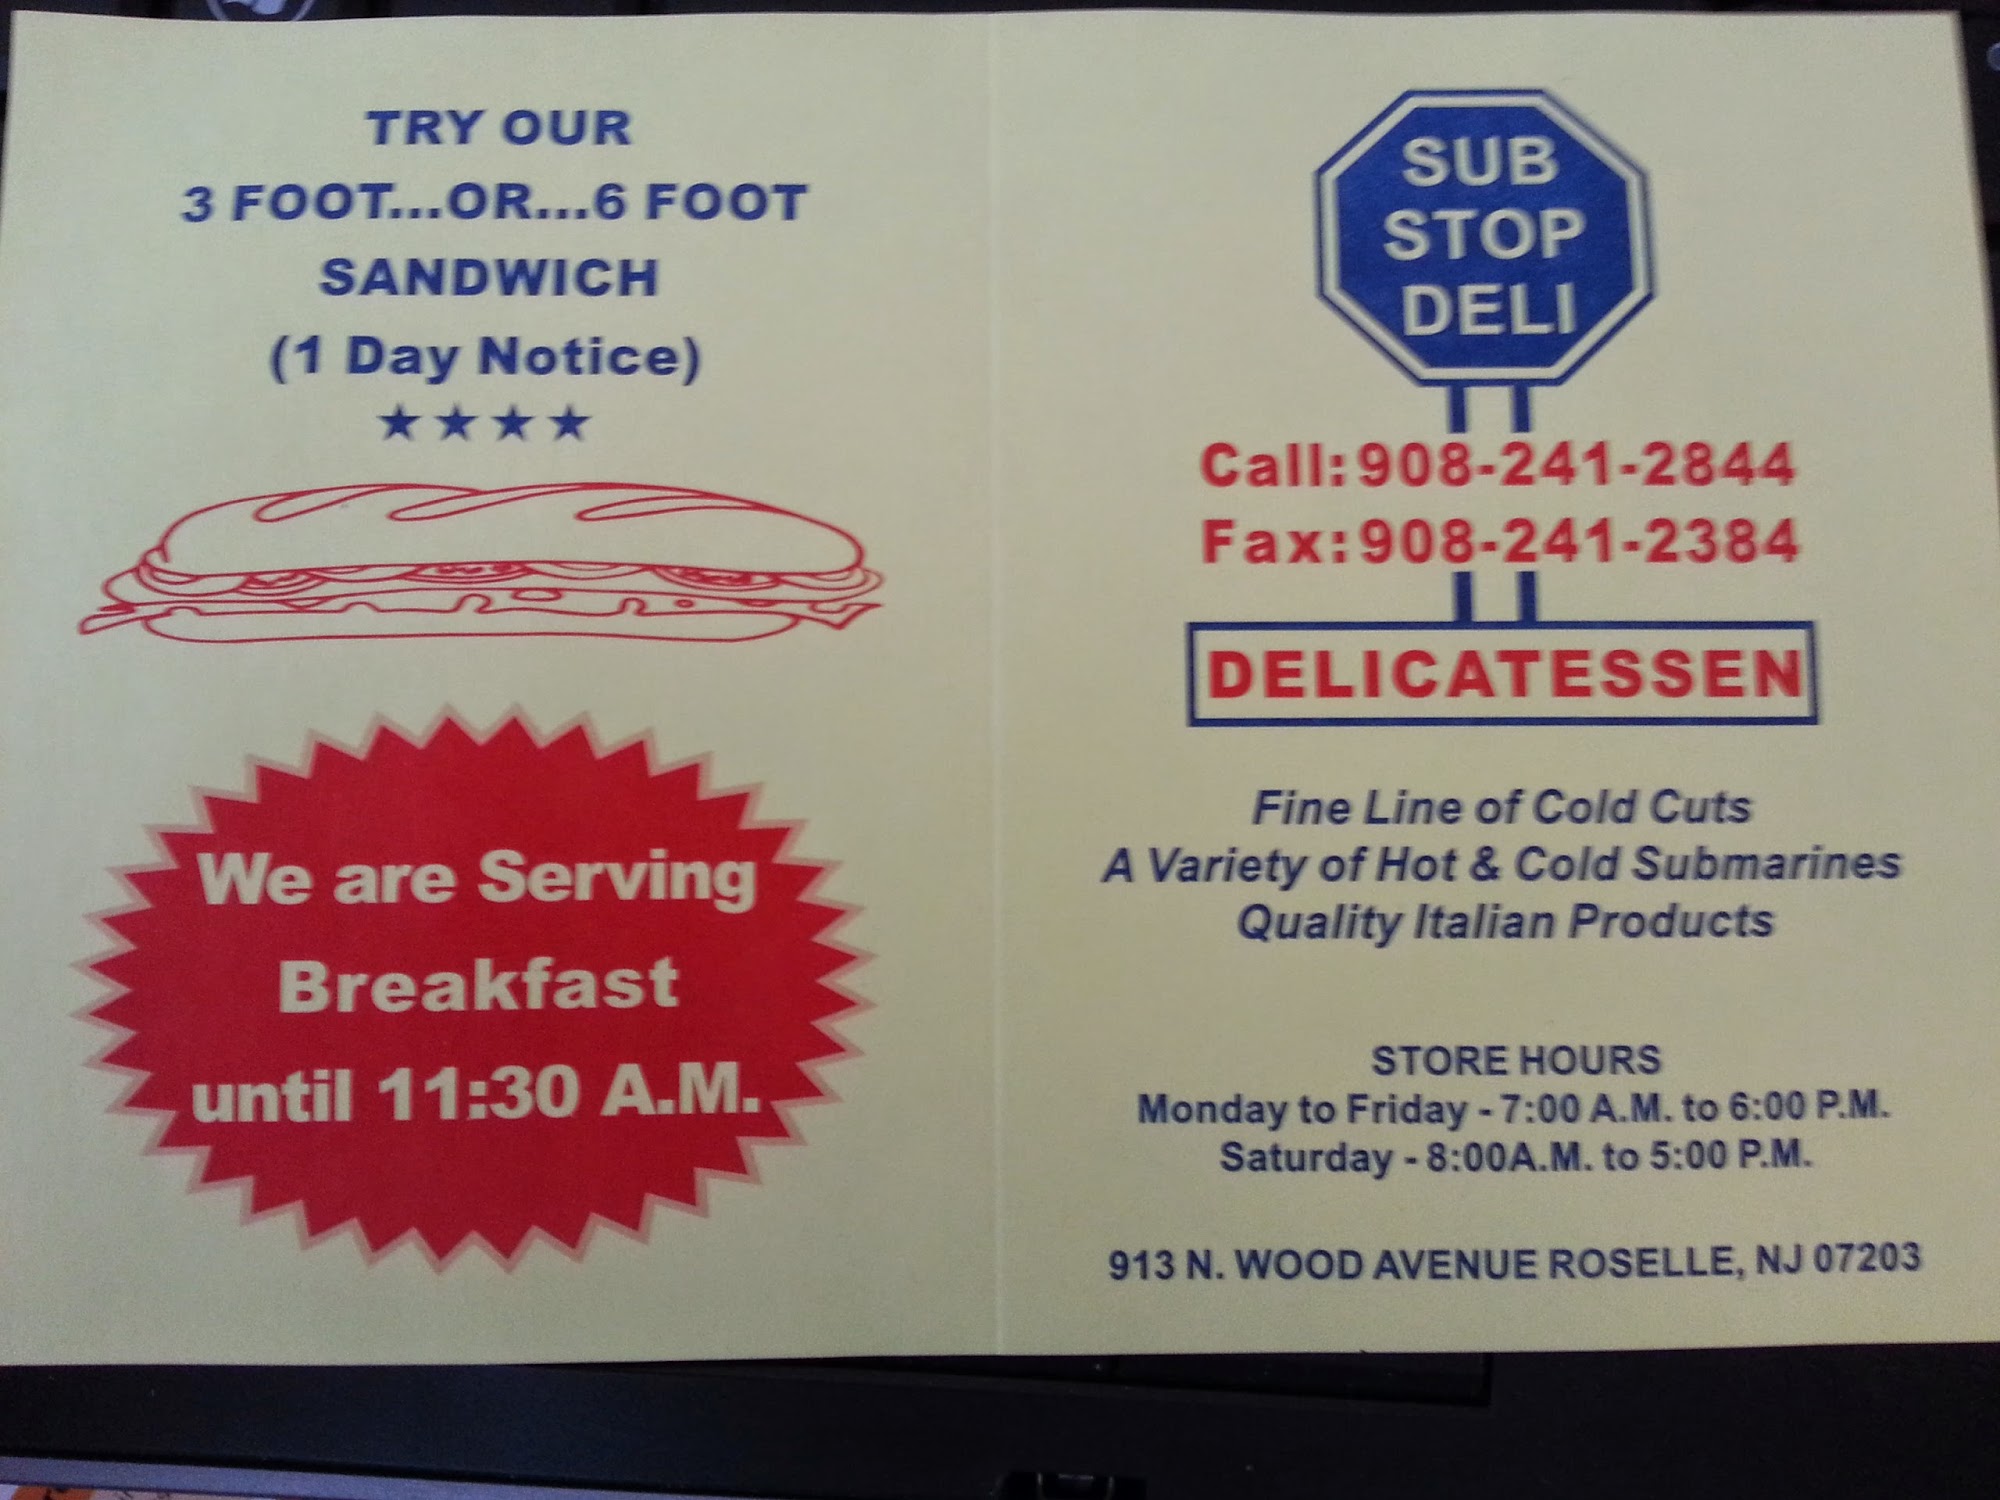 TRY OUR
3 FOOT...OR...6 FOOT
SANDWICH
(1 Day Notice)
★★★★
We are Serving
Breakfast
until 11:30 A.M.
SUB
STOP
DELI
Call:908-241-2844
Fax:908-241-2384
DELICATESSEN
Fine Line of Cold Cuts
A Variety of Hot & Cold Submarines
Quality Italian Products
STORE HOURS
Monday to Friday - 7:00 A.M. to 6:00 P.M.
Saturday - 8:00A.M. to 5:00 P.M.
913 N. WOOD AVENUE ROSELLE, NJ 07203